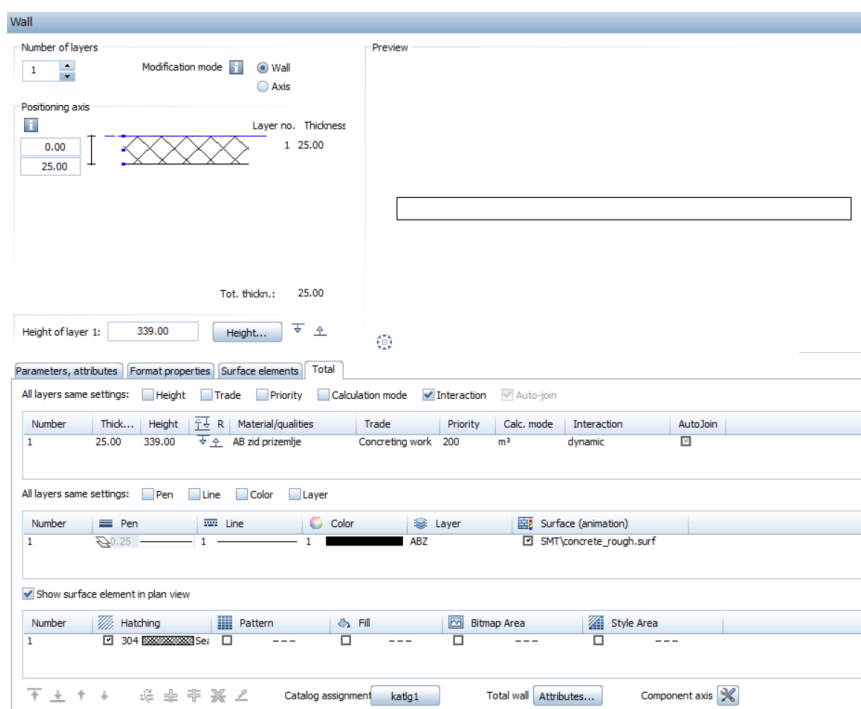 Wall
Number of layers
1
Modification mode
Wall
Axis
Preview
Positioning axis
Layer no. Thickness
0.00
25.00
1 25.00
Tot. thickn.: 25.00
Height of layer 1: 339.00 Height...
Parameters, attributes Format properties Surface elements Total
All layers same settings: Height Trade Priority Calculation mode Interaction Auto-join
Number Thick... Height R Material/qualities Trade Priority Calc. mode Interaction AutoJoin
1 25.00 339.00 AB zid prizemlje Concreting work 200 m³ dynamic
All layers same settings: Pen Line Color Layer
Number Pen Line Color Layer Surface (animation)
1 0.25 1 1 ABZ SMT\concrete_rough.surf
Show surface element in plan view
Number Hatching Pattern Fill Bitmap Area Style Area
1 304 Sea --- --- --- ---
Catalog assignment katlg1 Total wall Attributes... Component axis